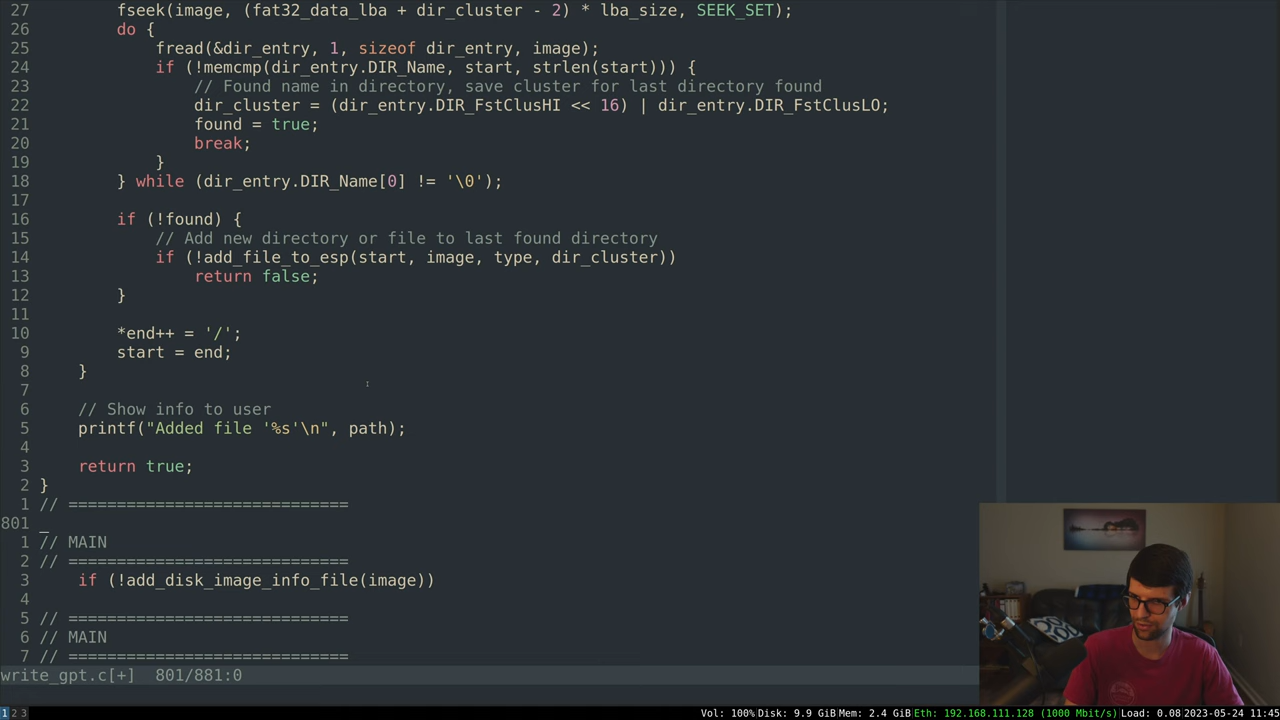 27         fseek(image, (fat32_data_lba + dir_cluster - 2) * lba_size, SEEK_SET);
26         do {
25             fread(&dir_entry, 1, sizeof dir_entry, image);
24             if (!memcmp(dir_entry.DIR_Name, start, strlen(start))) {
23                 // Found name in directory, save cluster for last directory found
22                 dir_cluster = (dir_entry.DIR_FstClusHI << 16) | dir_entry.DIR_FstClusLO;
21                 found = true;
20                 break;
19             }
18         } while (dir_entry.DIR_Name[0] != '\0');
17
16         if (!found) {
15             // Add new directory or file to last found directory
14             if (!add_file_to_esp(start, image, type, dir_cluster))
13                 return false;
12         }
11
10         *end++ = '/';
9         start = end;
8     }
7
6     // Show info to user
5     printf("Added file '%s'\n", path);
4
3     return true;
2 }
1 // =============================
801 _
1 // MAIN
2 // =============================
3     if (!add_disk_image_info_file(image))
4
5 // =============================
6 // MAIN
7 // =============================
write_gpt.c[+]  801/881:0
1 2 3 Vol: 100% Disk: 9.9 GiB Mem: 2.4 GiB Eth: 192.168.111.128 (1000 Mbit/s) Load: 0.08 2023-05-24 11:45